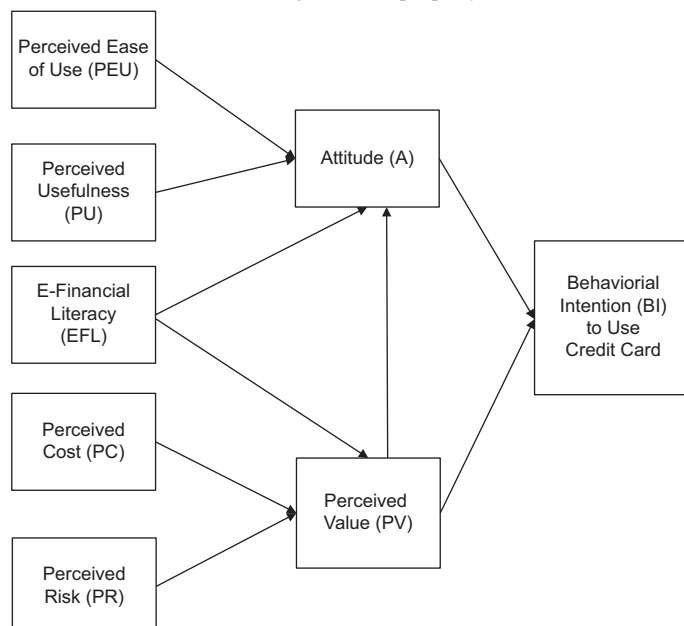 Perceived Ease
of Use (PEU)
Attitude (A)
Perceived
Usefulness
(PU)
E-Financial
Literacy
(EFL)
Behaviorial
Intention (BI)
to Use
Credit Card
Perceived
Cost (PC)
Perceived
Value (PV)
Perceived
Risk (PR)